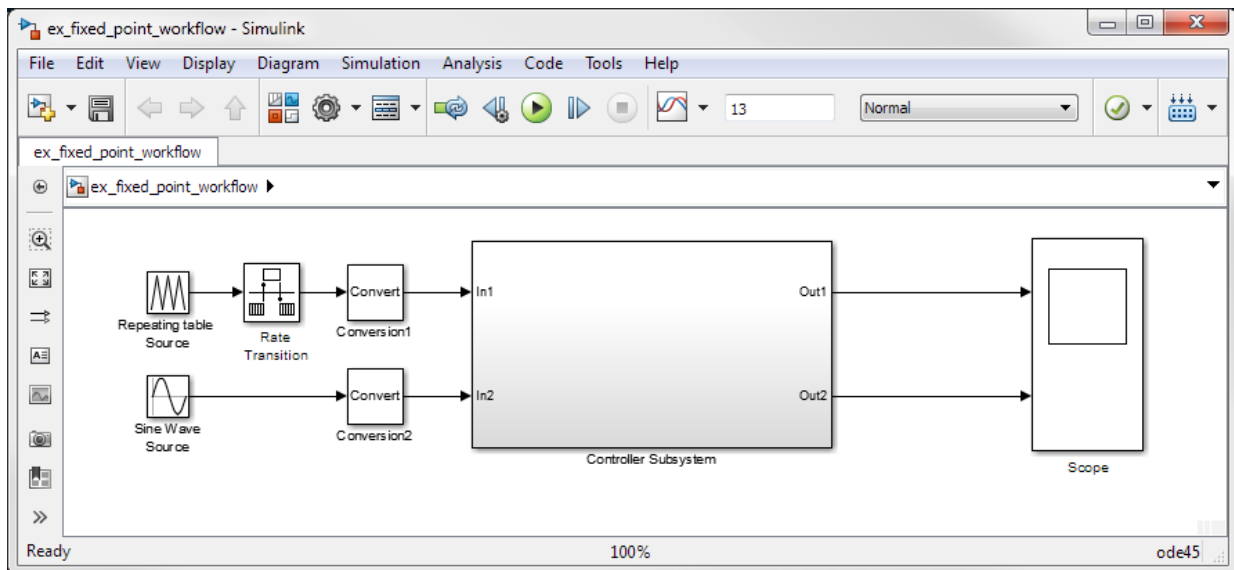 ex_fixed_point_workflow - Simulink
File Edit View Display Diagram Simulation Analysis Code Tools Help
13 Normal
ex_fixed_point_workflow
ex_fixed_point_workflow
Convert
In1
Out1
Repeating table
Source
Rate
Transition
Conversion1
Convert
In2
Out2
Sine Wave
Source
Conversion2
Controller Subsystem
Scope
Ready 100% ode45